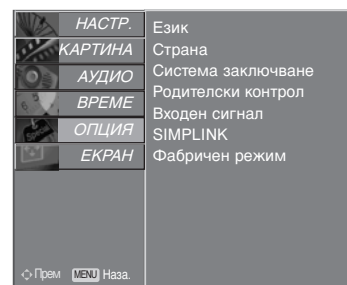 НАСТР.
КАРТИНА
АУДИО
ВРЕМЕ
ОПЦИЯ
ЕКРАН
Език
Страна
Система заключване
Родителски контрол
Входен сигнал
SIMPLINK
Фабричен режим
Прем MENU Наза.